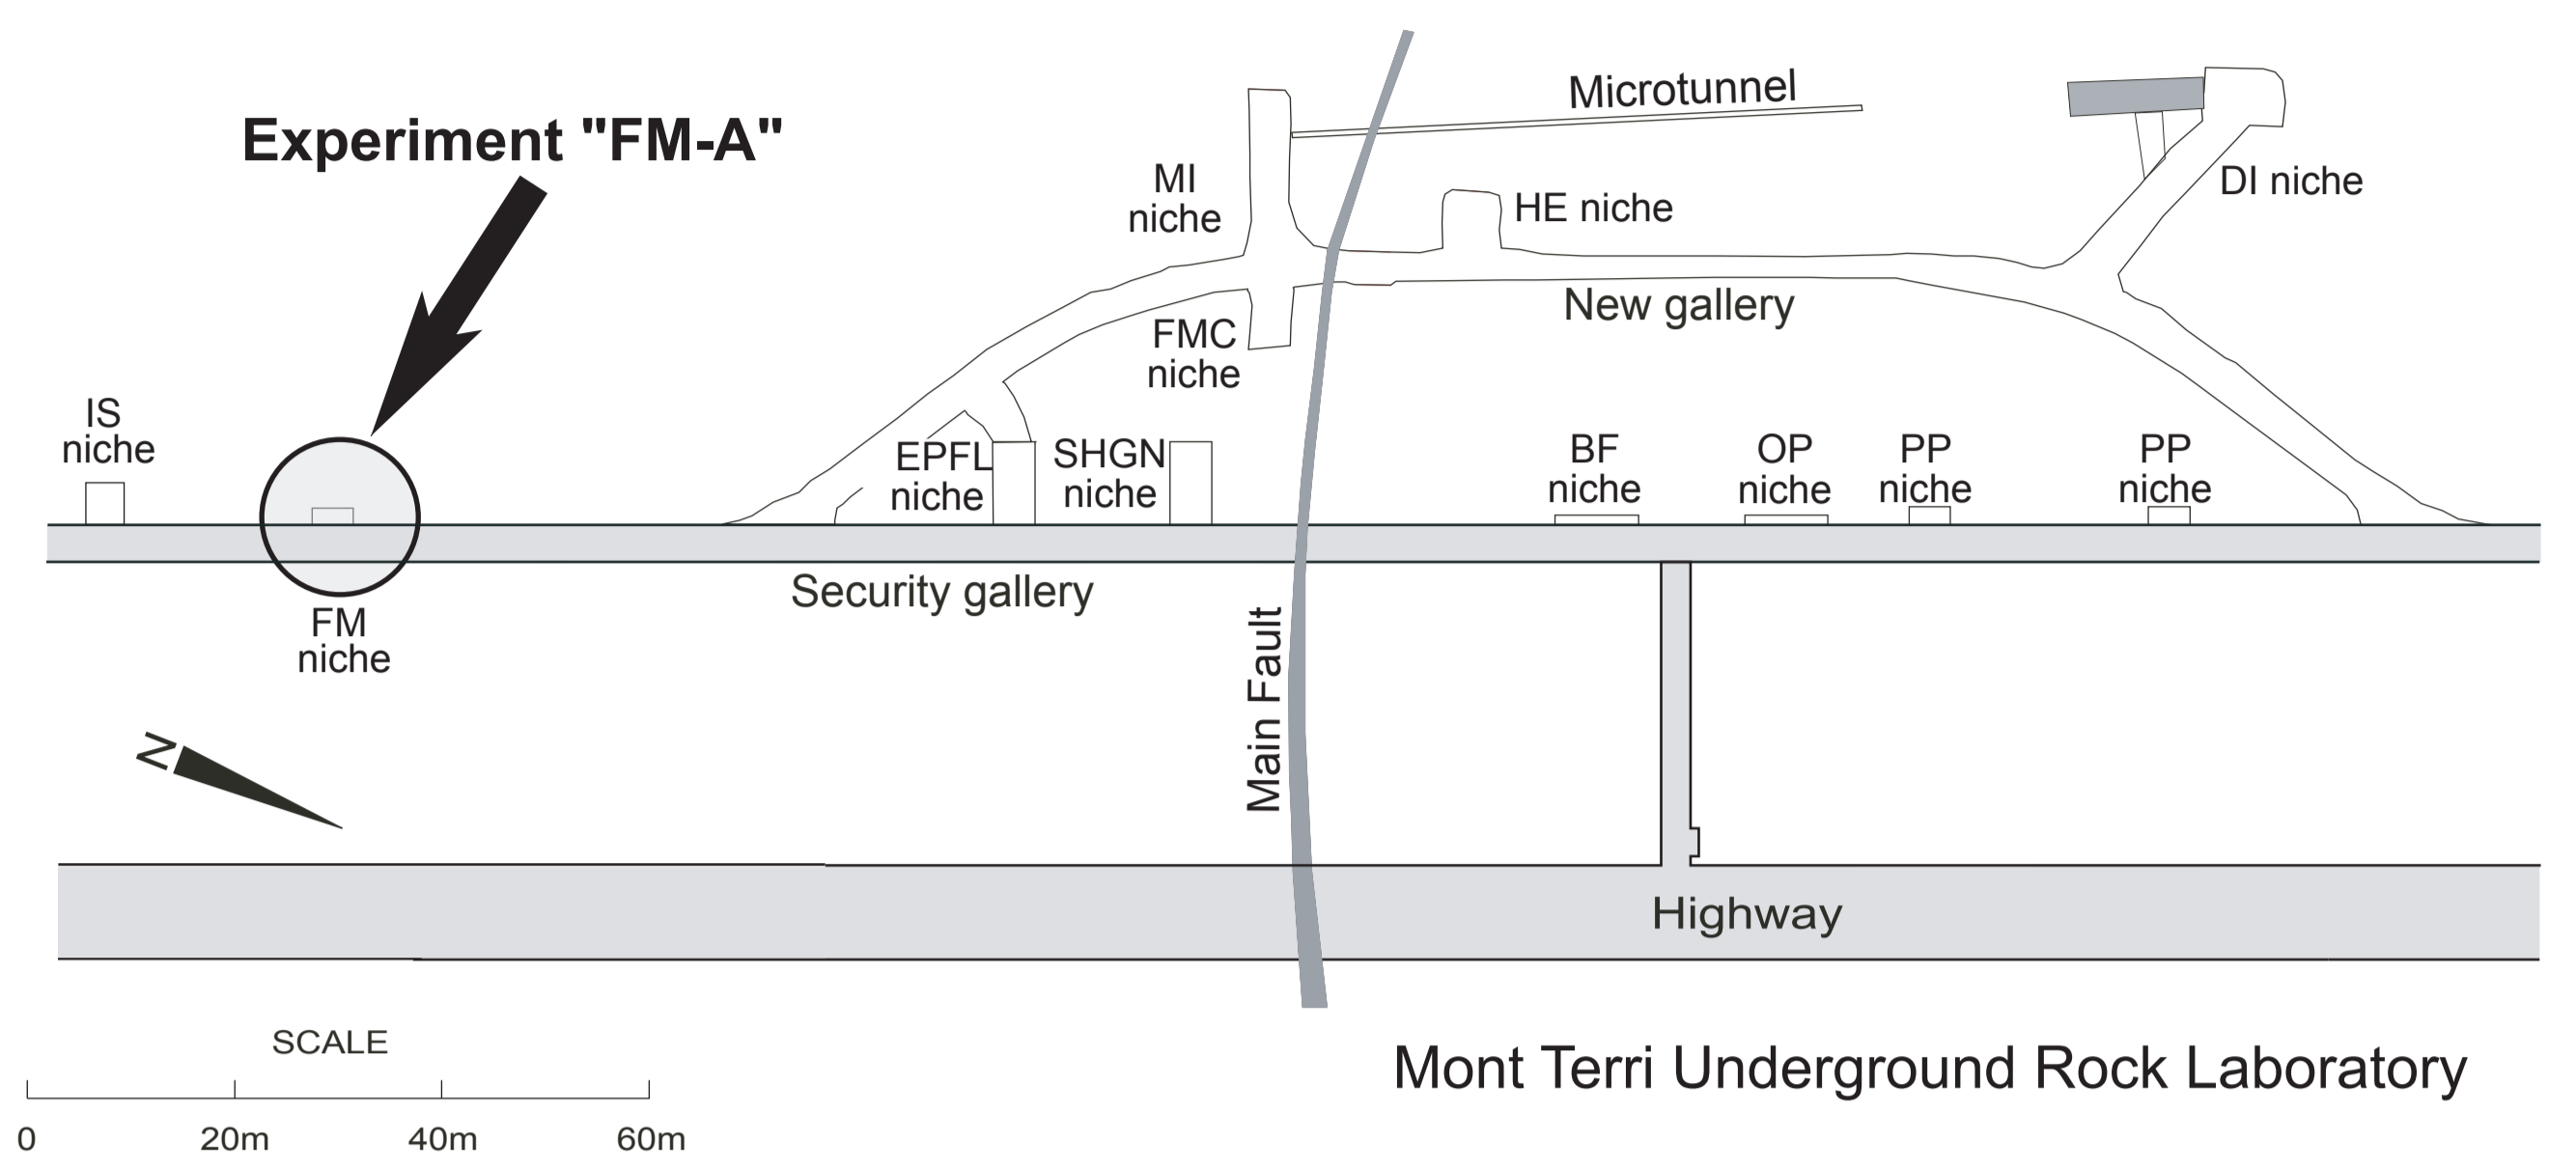 Microtunnel
Experiment "FM-A"
MI
niche
HE niche
DI niche
New gallery
FMC
niche
IS
niche
EPFL
niche
SHGN
niche
BF
niche
OP
niche
PP
niche
PP
niche
Security gallery
FM
niche
Main Fault
N
Highway
SCALE
0 20m 40m 60m
Mont Terri Underground Rock Laboratory